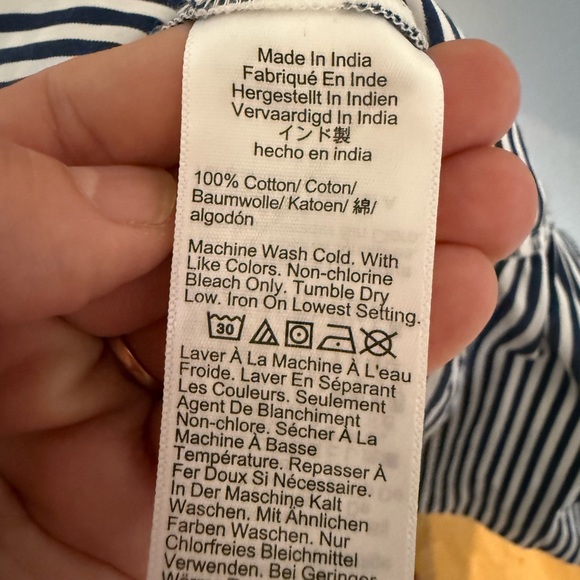 Made In India
Fabriqué En Inde
Hergestellt In Indien
Vervaardigd In India
インド製
hecho en india
100% Cotton/ Coton/
Baumwolle/ Katoen/ 綿/
algodón
Machine Wash Cold. With
Like Colors. Non-chlorine
Bleach Only. Tumble Dry
Low. Iron On Lowest Setting.
30
Laver À La Machine À L'eau
Froide. Laver En Séparant
Les Couleurs. Seulement
Agent De Blanchiment
Non-chlore. Sécher À La
Machine À Basse
Température. Repasser À
Fer Doux Si Nécessaire.
In Der Maschine Kalt
Waschen. Mit Ähnlichen
Farben Waschen. Nur
Chlorfreies Bleichmittel
Verwenden. Bei Geringer